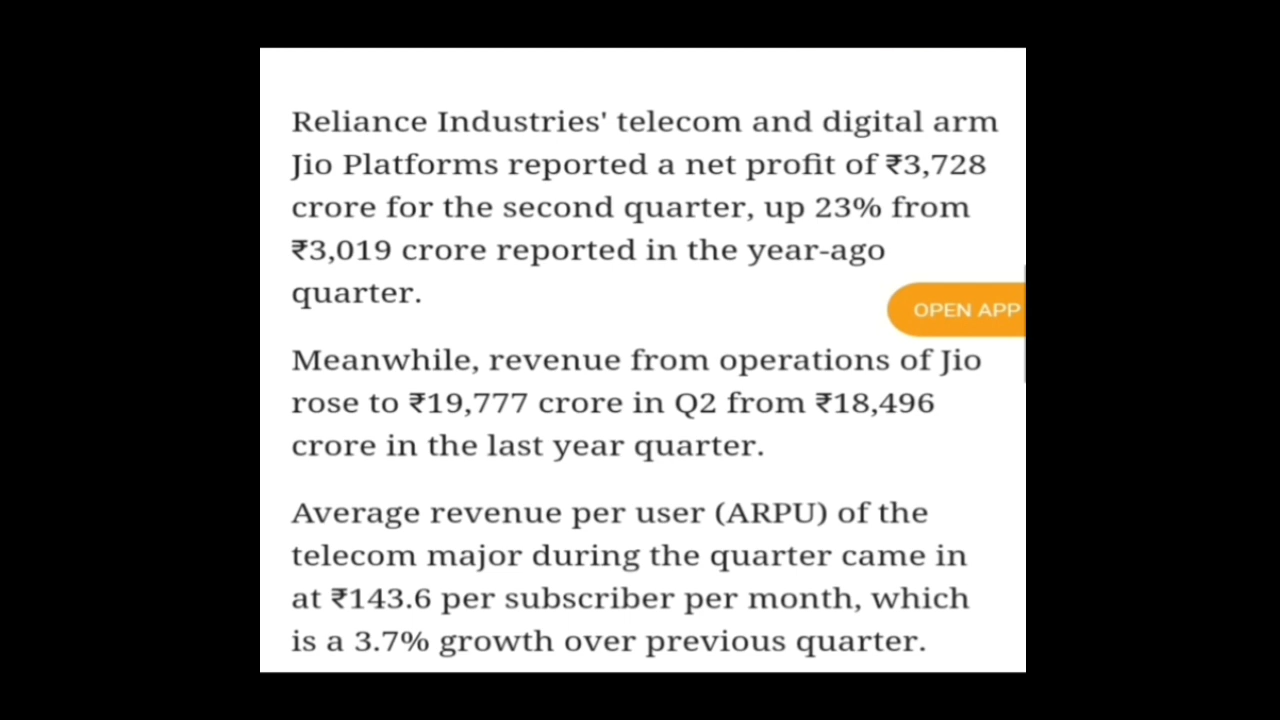 Reliance Industries' telecom and digital arm
Jio Platforms reported a net profit of ₹3,728
crore for the second quarter, up 23% from
₹3,019 crore reported in the year-ago
quarter.
OPEN APP
Meanwhile, revenue from operations of Jio
rose to ₹19,777 crore in Q2 from ₹18,496
crore in the last year quarter.
Average revenue per user (ARPU) of the
telecom major during the quarter came in
at ₹143.6 per subscriber per month, which
is a 3.7% growth over previous quarter.